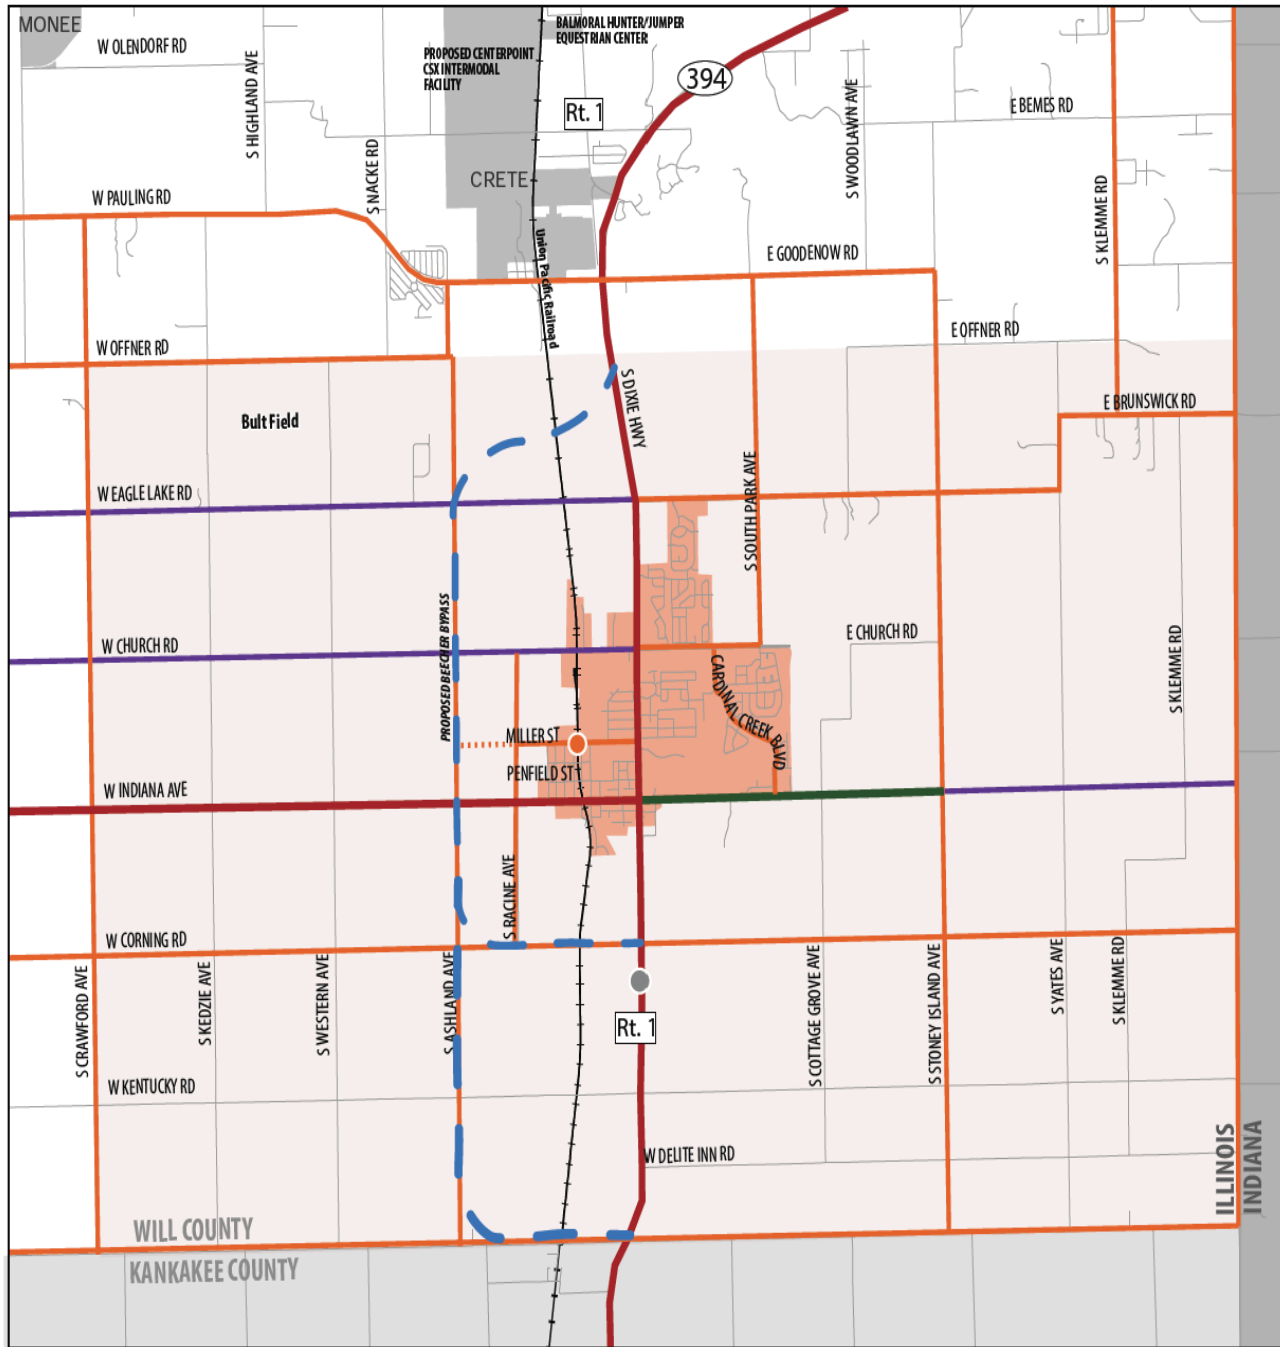 MONEE
BALMORAL HUNTER/JUMPER
EQUESTRIAN CENTER
W OLENDORF RD
PROPOSED CENTERPOINT
CSX INTERMODAL
FACILITY
S HIGHLAND AVE
394
Rt. 1
S WOODLAWN AVE
E BEMES RD
S NACKE RD
CRETE
W PAULING RD
S KLEMME RD
Union Pacific Railroad
E GOODENOW RD
E OFFNER RD
W OFFNER RD
S DIXIE HWY
E BRUNSWICK RD
Bult Field
W EAGLE LAKE RD
S SOUTH PARK AVE
PROPOSED BEECHER BYPASS
W CHURCH RD
E CHURCH RD
S KLEMME RD
CARDINAL CREEK BLVD
MILLER ST
PENFIELD ST
W INDIANA AVE
S RACINE AVE
W CORNING RD
S CRAWFORD AVE
S KEDZIE AVE
S WESTERN AVE
S ASHLAND AVE
S COTTAGE GROVE AVE
S STONEY ISLAND AVE
S YATES AVE
S KLEMME RD
Rt. 1
W KENTUCKY RD
W DELITE INN RD
ILLINOIS
INDIANA
WILL COUNTY
KANKAKEE COUNTY